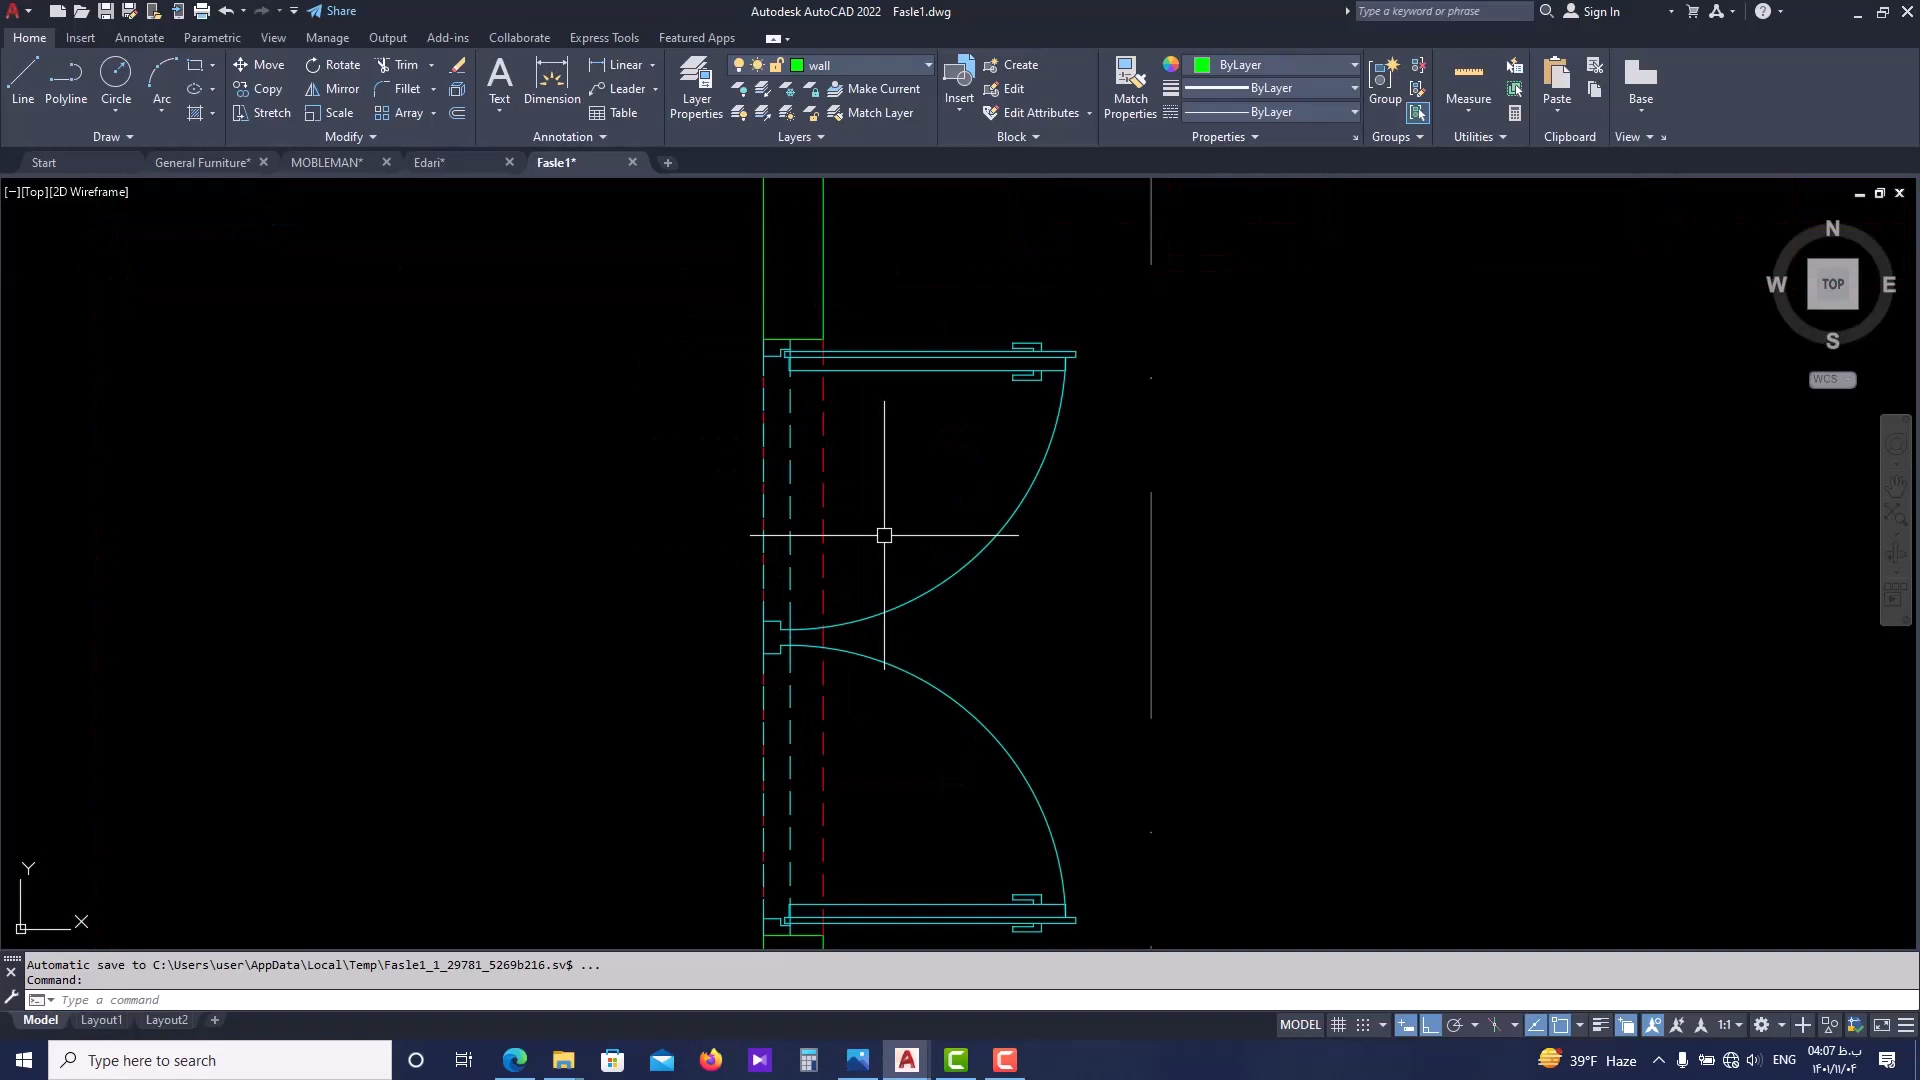 Share
Autodesk AutoCAD 2022 Fasle1.dwg
Type a keyword or phrase
Sign In
Home Insert Annotate Parametric View Manage Output Add-ins Collaborate Express Tools Featured Apps
Line Polyline Circle Arc
Draw
Move Rotate Trim
Copy Mirror Fillet
Stretch Scale Array
Modify
Text Dimension
Linear
Leader
Table
Annotation
Layer Properties
wall
Make Current
Match Layer
Layers
Insert
Create
Edit
Edit Attributes
Block
Match Properties
ByLayer
ByLayer
ByLayer
Properties
Group
Groups
Measure
Utilities
Paste
Clipboard
Base
View
Start General Furniture* MOBLEMAN* Edari* Fasle1*
[−][Top][2D Wireframe]
N
W TOP E
S
WCS
Y
X
Automatic save to C:\Users\user\AppData\Local\Temp\Fasle1_1_29781_5269b216.sv$ ...
Command:
Type a command
Model Layout1 Layout2
MODEL 1:1
Type here to search
39°F Haze
ENG
04:07 ب.ظ
۱۴۰۱/۱۱/۰۴